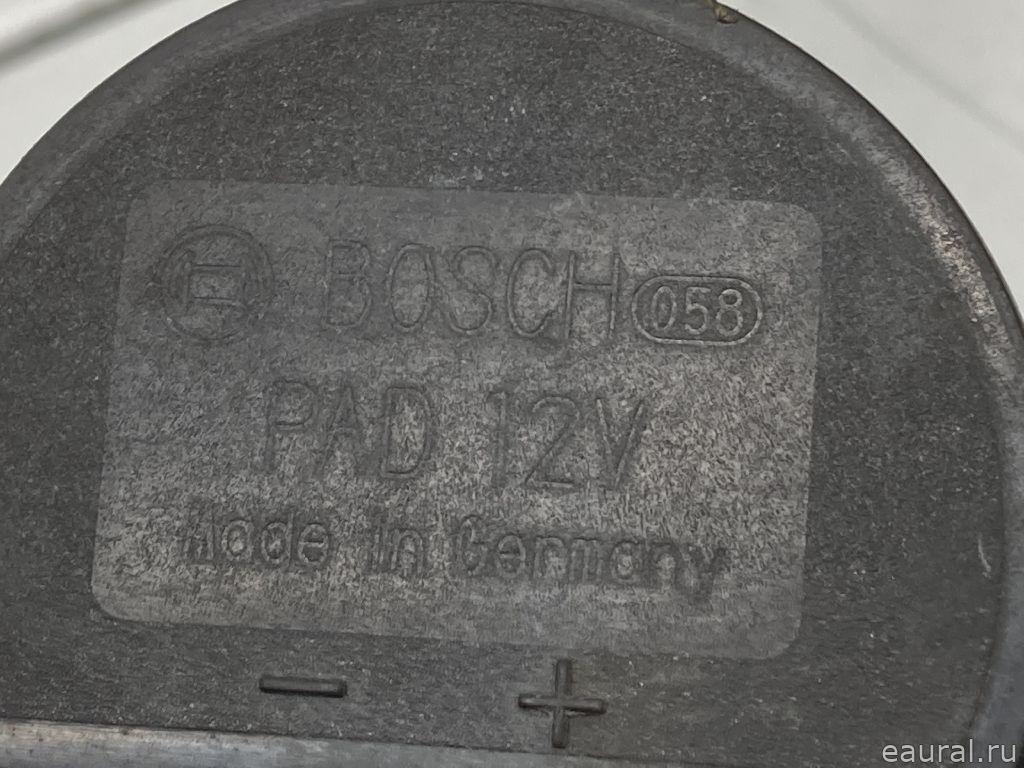 BOSCH 058
PAD 12V
Made in Germany
- +
eaural.ru